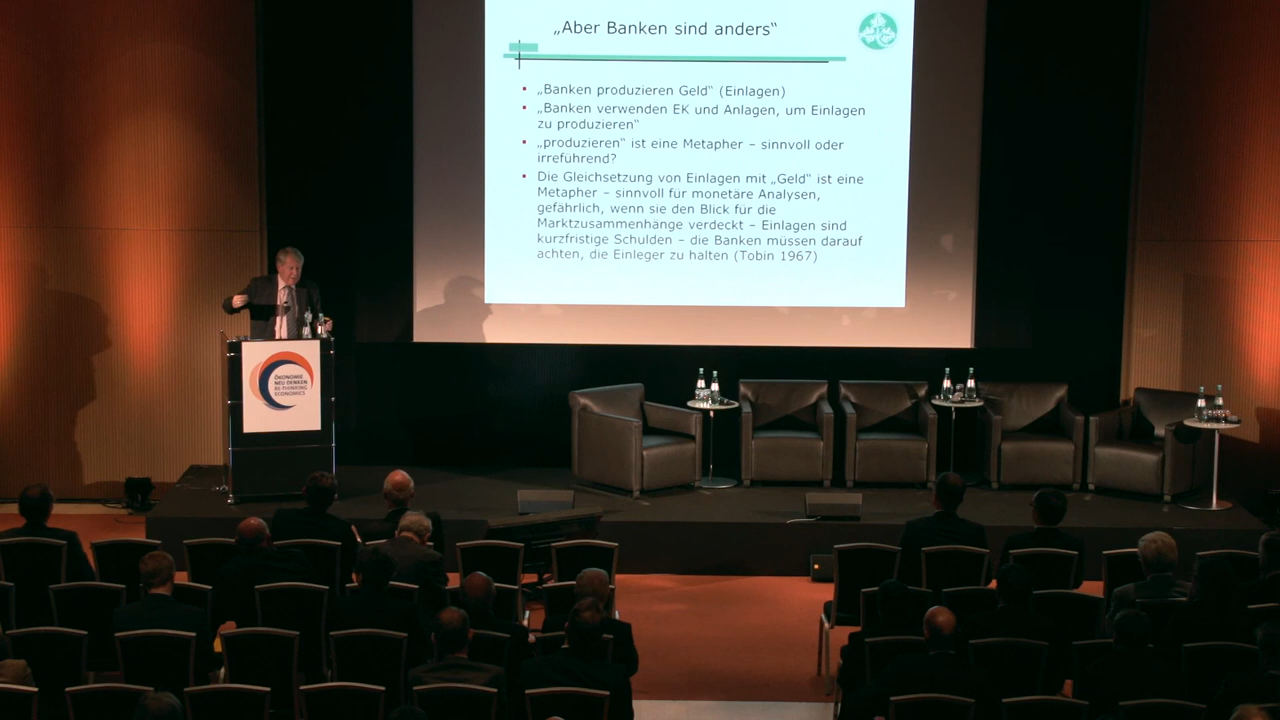 „Aber Banken sind anders“
„Banken produzieren Geld“ (Einlagen)
„Banken verwenden EK und Anlagen, um Einlagen
zu produzieren“
„produzieren“ ist eine Metapher – sinnvoll oder
irreführend?
Die Gleichsetzung von Einlagen mit „Geld“ ist eine
Metapher – sinnvoll für monetäre Analysen,
gefährlich, wenn sie den Blick für die
Marktzusammenhänge verdeckt – Einlagen sind
kurzfristige Schulden – die Banken müssen darauf
achten, die Einleger zu halten (Tobin 1967)
ÖKONOMIE
NEU DENKEN
RE-THINKING
ECONOMICS